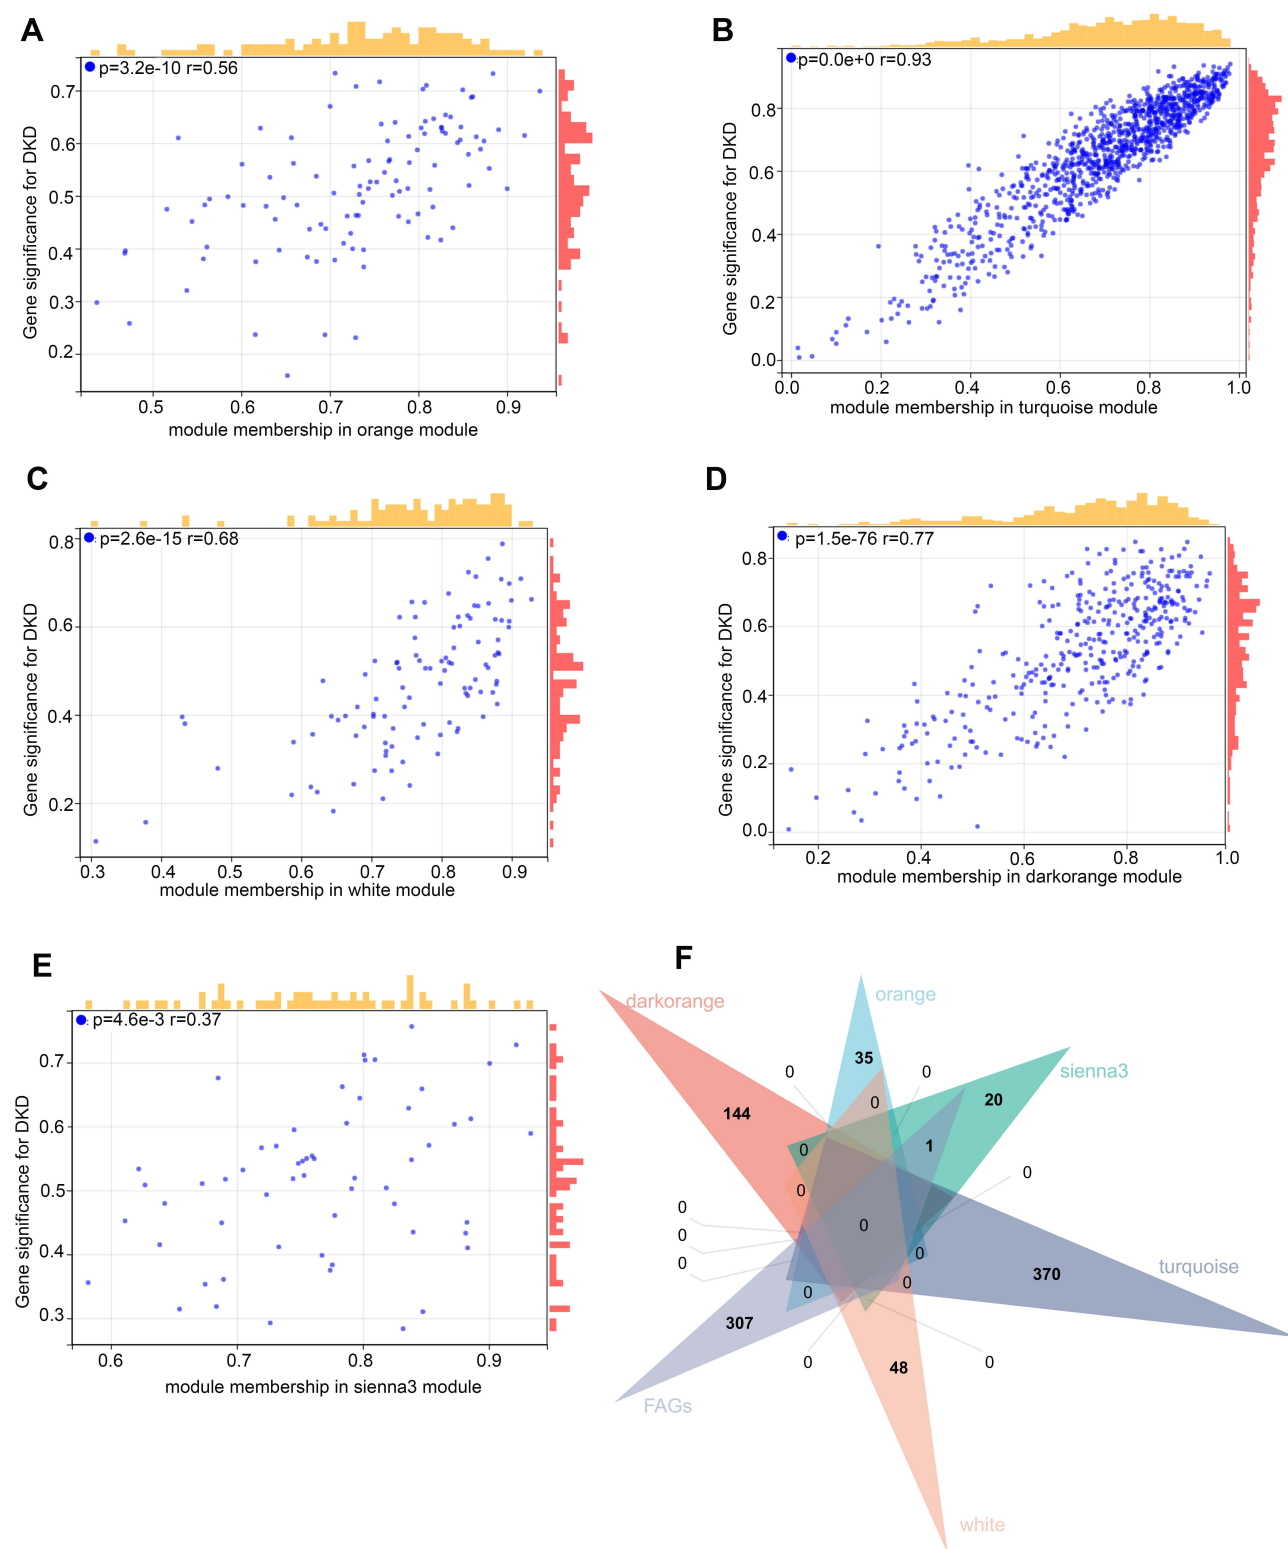 A
p=3.2e-10 r=0.56
Gene significance for DKD
0.7
0.6
0.5
0.4
0.3
0.2
0.5 0.6 0.7 0.8 0.9
module membership in orange module
B
p=0.0e+0 r=0.93
Gene significance for DKD
0.8
0.6
0.4
0.2
0.0
0.0 0.2 0.4 0.6 0.8 1.0
module membership in turquoise module
C
: p=2.6e-15 r=0.68
Gene significance for DKD
0.8
0.6
0.4
0.2
0.3 0.4 0.5 0.6 0.7 0.8 0.9
module membership in white module
D
: p=1.5e-76 r=0.77
Gene significance for DKD
0.8
0.6
0.4
0.2
0.0
0.2 0.4 0.6 0.8 1.0
module membership in darkorange module
E
: p=4.6e-3 r=0.37
Gene significance for DKD
0.7
0.6
0.5
0.4
0.3
0.6 0.7 0.8 0.9
module membership in sienna3 module
F
darkorange
orange
sienna3
turquoise
white
FAGs
35
0
0
0
20
144
1
0
0
0
0
0
0
0
0
0
370
0
0
307
0
0
48